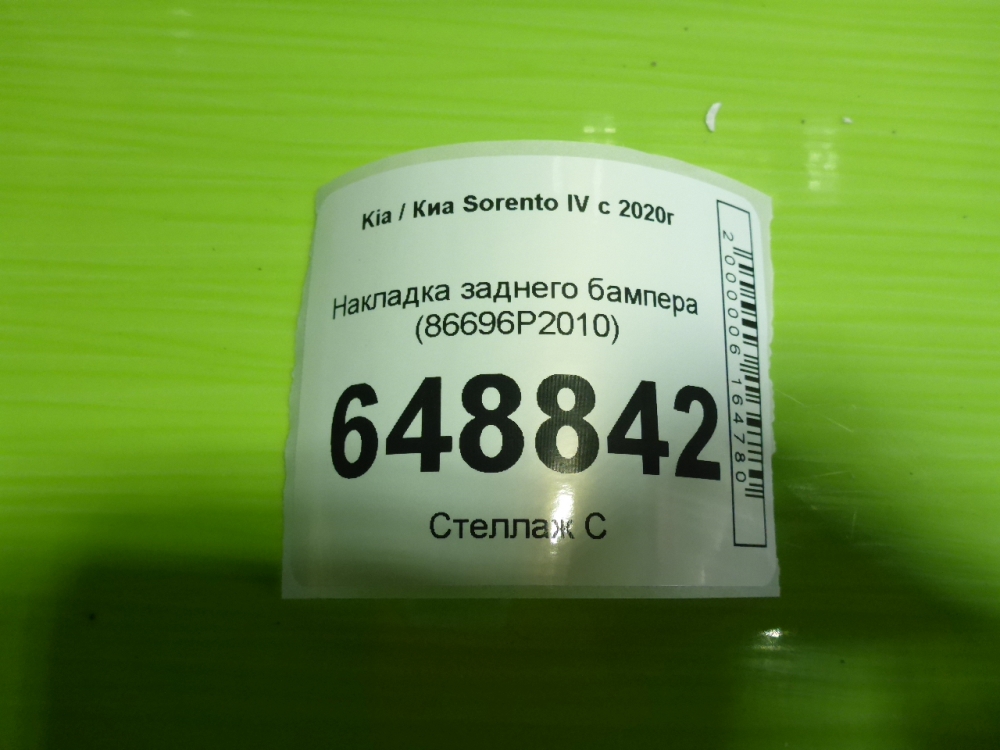 Kia / Киа Sorento IV с 2020г
Накладка заднего бампера
(86696P2010)
648842
Стеллаж С
2000006164780